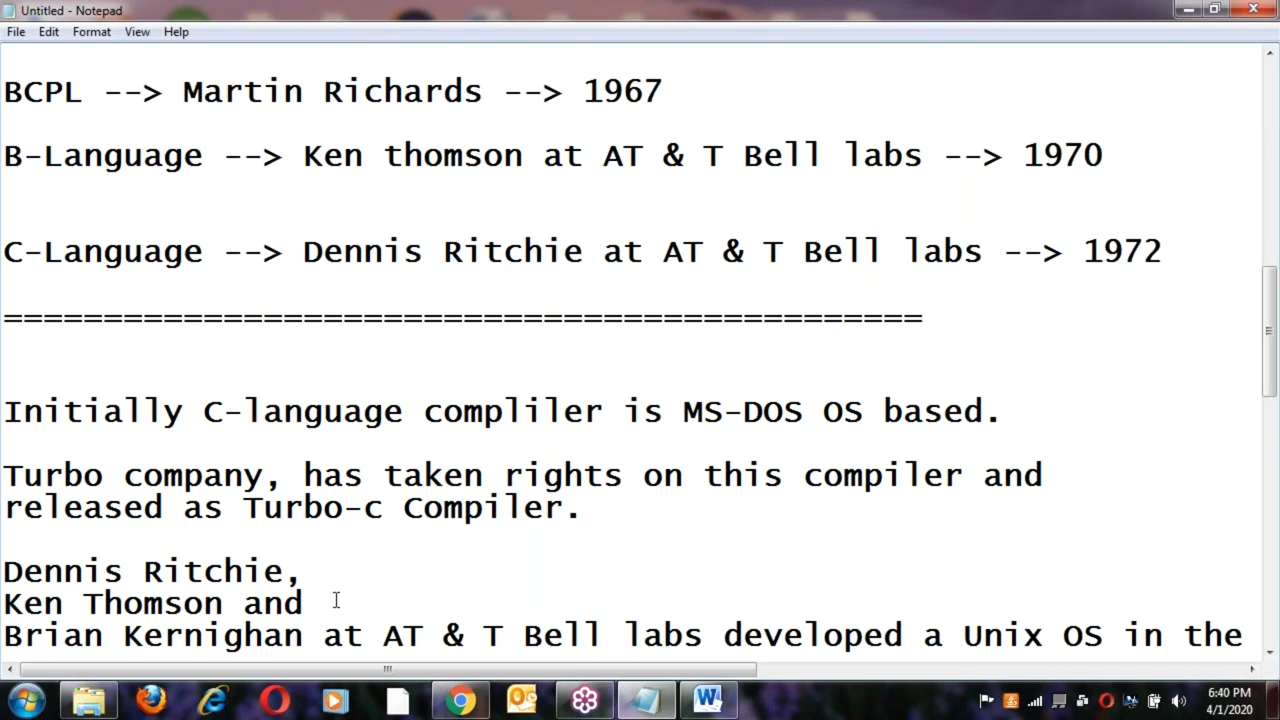 Untitled - Notepad
File Edit Format View Help
BCPL --> Martin Richards --> 1967
B-Language --> Ken thomson at AT & T Bell labs --> 1970
C-Language --> Dennis Ritchie at AT & T Bell labs --> 1972
==============================================
Initially C-language compliler is MS-DOS OS based.
Turbo company, has taken rights on this compiler and
released as Turbo-c Compiler.
Dennis Ritchie,
Ken Thomson and
Brian Kernighan at AT & T Bell labs developed a Unix OS in the
6:40 PM
4/1/2020